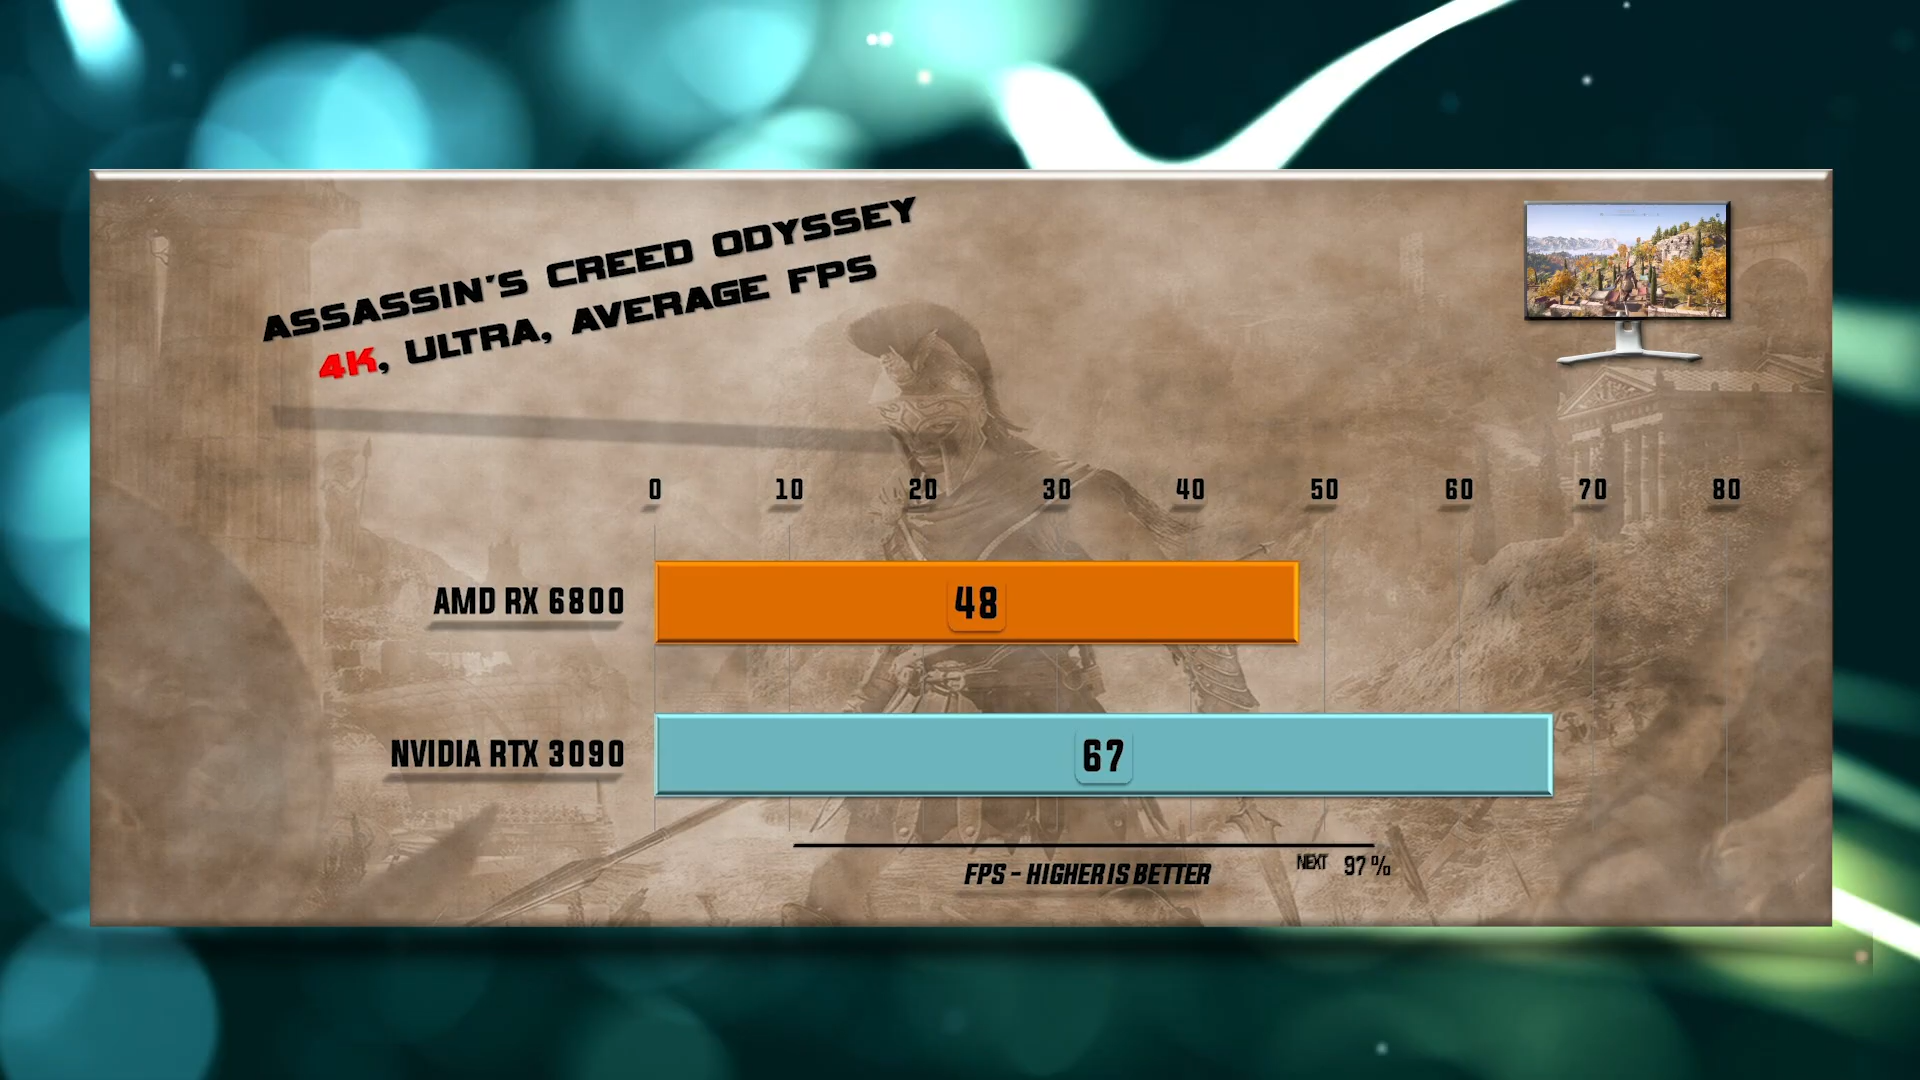 ASSASSIN'S CREED ODYSSEY
4K, ULTRA, AVERAGE FPS
0 10 20 30 40 50 60 70 80
AMD RX 6800 48
NVIDIA RTX 3090 67
FPS - HIGHER IS BETTER
NEXT 97 %